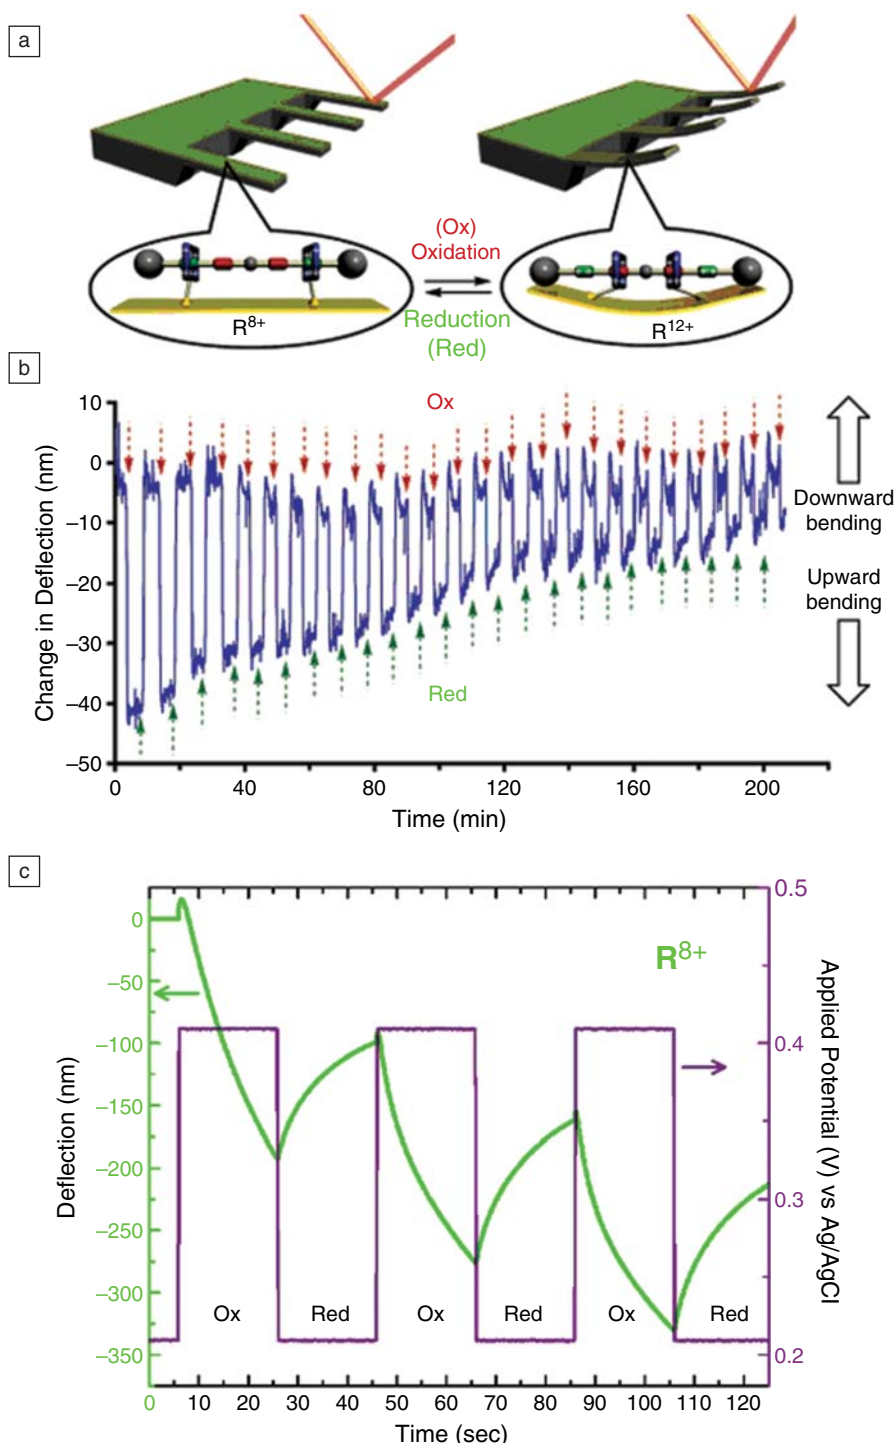 a
(Ox)
Oxidation
Reduction
(Red)
R8+
R12+
b
Change in Deflection (nm)
10
0
–10
–20
–30
–40
–50
Ox
Red
Downward
bending
Upward
bending
0
40
80
120
160
200
Time (min)
c
Deflection (nm)
0
–50
–100
–150
–200
–250
–300
–350
R8+
Ox
Red
Ox
Red
Ox
Red
0.5
0.4
0.3
0.2
Applied Potential (V) vs Ag/AgCl
0
10
20
30
40
50
60
70
80
90
100
110
120
Time (sec)